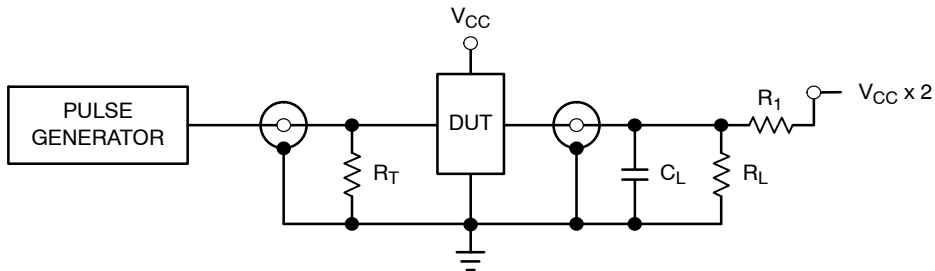 V_CC
PULSE
GENERATOR
DUT
R_T
C_L
R_L
R_1
V_CC x 2